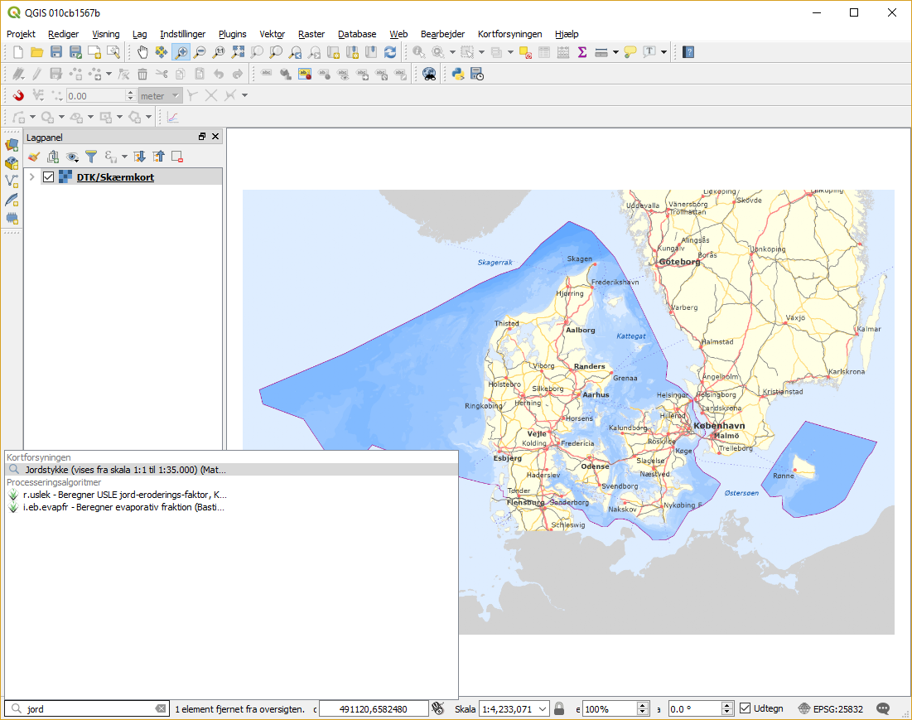 QGIS 010cb1567b
Projekt Rediger Visning Lag Indstillinger Plugins Vektor Raster Database Web Bearbejder Kortforsyningen Hjælp
0.00 meter
Lagpanel
DTK/Skærmkort
Uddevalla
Lidköping
Vänersborg
Trollhättan
Skövde
Linköping
Kungälv
Alingsås
Göteborg
Borås
Jönköping
Skagerrak
Skagen
Frederikshavn
Hjørring
Varberg
Växjö
Thisted
Aalborg
Kattegat
Kalmar
Halmstad
Viborg
Randers
Grenaa
Ängelholm
Karlskrona
Holstebro
Silkeborg
Aarhus
Helsingør
Helsingborg
Kristianstad
Ringkøbing
Herning
Landskrona
Horsens
Hillerød
Kalundborg
København
Vejle
Roskilde
Malmö
Kolding
Fredericia
Køge
Trelleborg
Esbjerg
Odense
Slagelse
Næstved
Rønne
Haderslev
Svendborg
Østersøen
Tønder
Flensburg
Sønderborg
Nakskov
Nykøbing F
Schleswig
Kortforsyningen
Jordstykke (vises fra skala 1:1 til 1:35.000) (Mat...
Processeringsalgoritmer
r.uslek - Beregner USLE jord-eroderings-faktor, K...
i.eb.evapfr - Beregner evaporativ fraktion (Basti...
jord 1 element fjernet fra oversigten. 491120,6582480 Skala 1:4,233,071 100% 0.0 ° Udtegn EPSG:25832